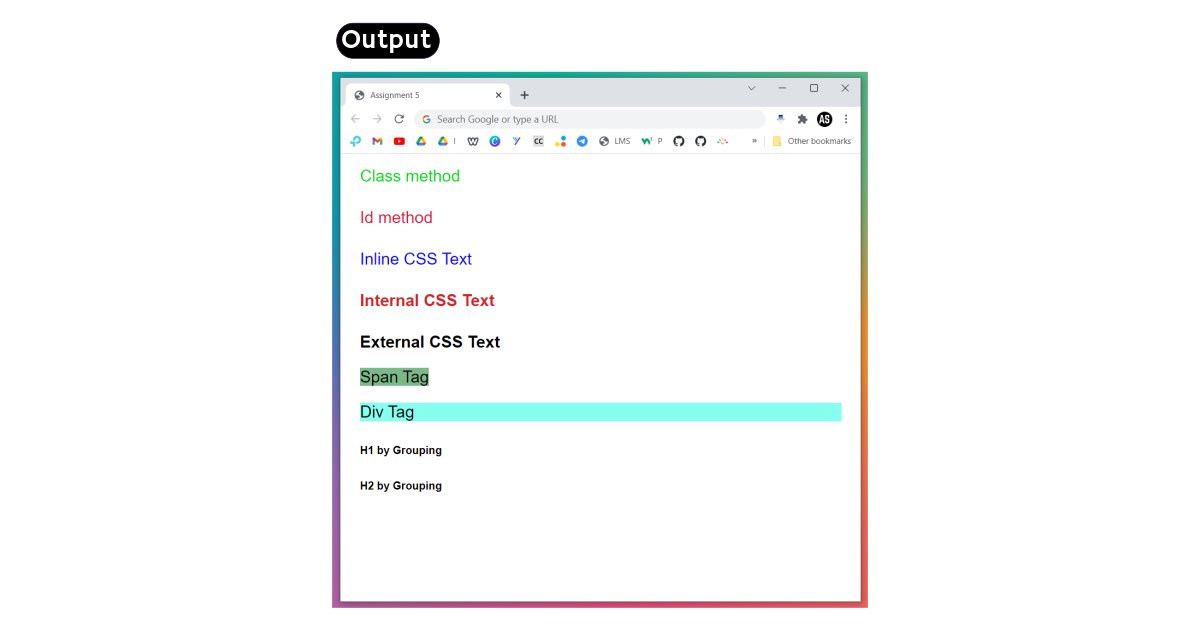 Output
Assignment 5
Search Google or type a URL
AS
I
CC
LMS
P
»
Other bookmarks
Class method
Id method
Inline CSS Text
Internal CSS Text
External CSS Text
Span Tag
Div Tag
H1 by Grouping
H2 by Grouping